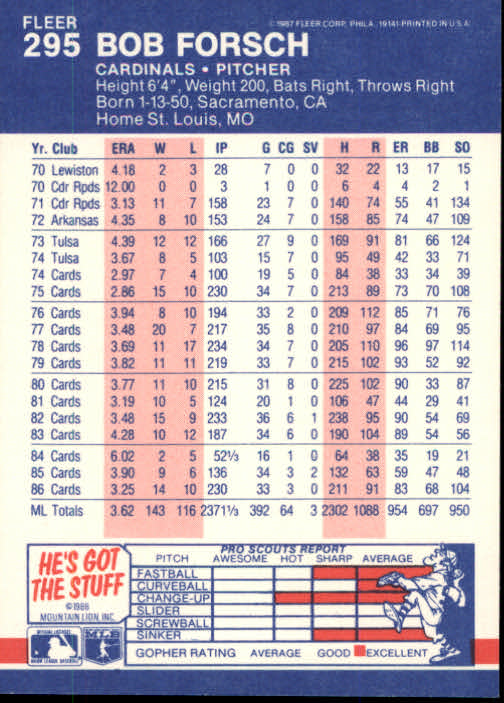 FLEER
© 1987 FLEER CORP., PHILA. 19141-PRINTED IN U.S.A.
295 BOB FORSCH
CARDINALS • PITCHER
Height 6'4", Weight 200, Bats Right, Throws Right
Born 1-13-50, Sacramento, CA
Home St. Louis, MO
Yr. Club ERA W L IP G CG SV H R ER BB SO
70 Lewiston 4.18 2 3 28 7 0 0 32 22 13 17 15
70 Cdr Rpds 12.00 0 0 3 1 0 0 6 4 4 2 1
71 Cdr Rpds 3.13 11 7 158 23 7 0 140 74 55 41 134
72 Arkansas 4.35 8 10 153 24 7 0 158 85 74 47 109
73 Tulsa 4.39 12 12 166 27 9 0 169 91 81 66 124
74 Tulsa 3.67 8 5 103 15 7 0 95 49 42 33 71
74 Cards 2.97 7 4 100 19 5 0 84 38 33 34 39
75 Cards 2.86 15 10 230 34 7 0 213 89 73 70 108
76 Cards 3.94 8 10 194 33 2 0 209 112 85 71 76
77 Cards 3.48 20 7 217 35 8 0 210 97 84 69 95
78 Cards 3.69 11 17 234 34 7 0 205 110 96 97 114
79 Cards 3.82 11 11 219 33 7 0 215 102 93 52 92
80 Cards 3.77 11 10 215 31 8 0 225 102 90 33 87
81 Cards 3.19 10 5 124 20 1 0 106 47 44 29 41
82 Cards 3.48 15 9 233 36 6 1 238 95 90 54 69
83 Cards 4.28 10 12 187 34 6 0 190 104 89 54 56
84 Cards 6.02 2 5 52⅓ 16 1 0 64 38 35 19 21
85 Cards 3.90 9 6 136 34 3 2 132 63 59 47 48
86 Cards 3.25 14 10 230 33 3 0 211 91 83 68 104
ML Totals 3.62 143 116 2371⅓ 392 64 3 2302 1088 954 697 950
HE'S GOT
THE STUFF
©1986
MOUNTAIN LION, INC.
PRO SCOUTS REPORT
PITCH AWESOME HOT SHARP AVERAGE
FASTBALL
CURVEBALL
CHANGE-UP
SLIDER
SCREWBALL
SINKER
GOPHER RATING AVERAGE GOOD EXCELLENT
MLB